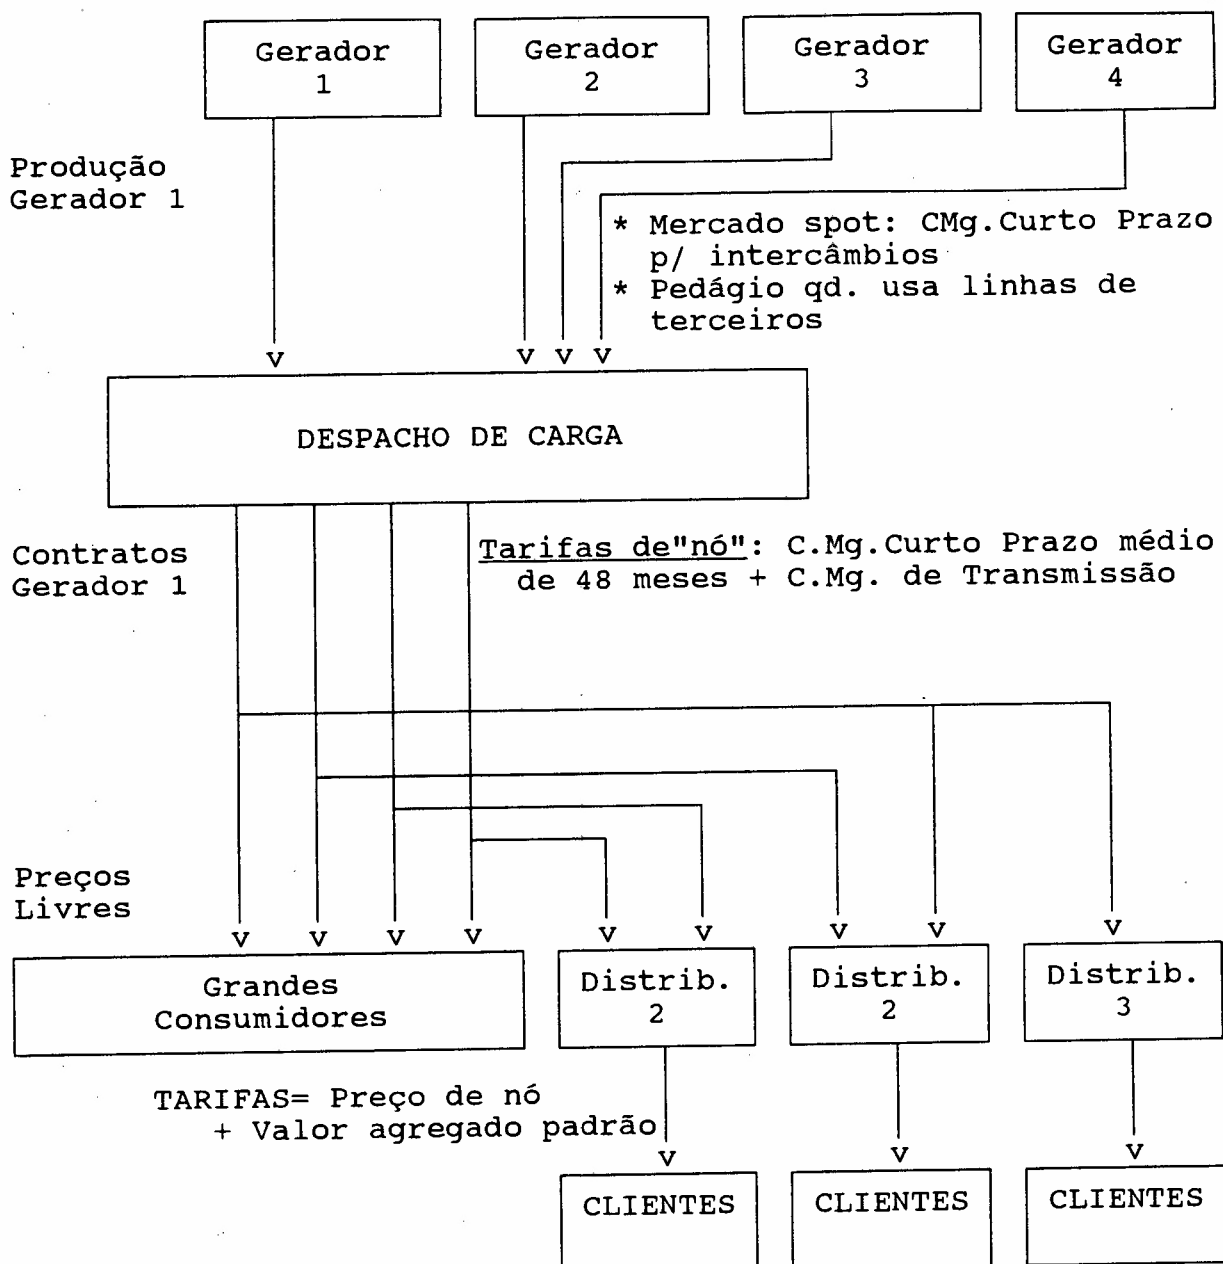 Gerador
1
Gerador
2
Gerador
3
Gerador
4
Produção
Gerador 1
* Mercado spot: CMg.Curto Prazo
p/ intercâmbios
* Pedágio qd. usa linhas de
terceiros
v
v v v
DESPACHO DE CARGA
Contratos
Gerador 1
Tarifas de"nó": C.Mg.Curto Prazo médio
de 48 meses + C.Mg. de Transmissão
Preços
Livres
v v v v v v v v v
Grandes
Consumidores
Distrib.
2
Distrib.
2
Distrib.
3
TARIFAS= Preço de nó
+ Valor agregado padrão
v v v
CLIENTES
CLIENTES
CLIENTES